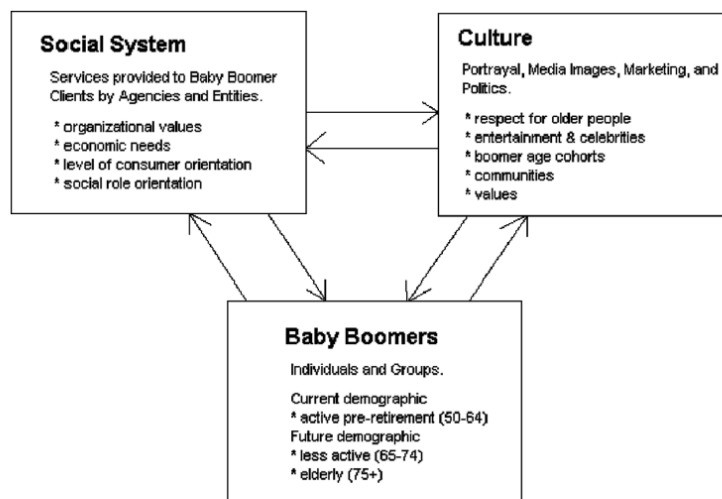 Social System
Services provided to Baby Boomer
Clients by Agencies and Entities.
* organizational values
* economic needs
* level of consumer orientation
* social role orientation
Culture
Portrayal, Media Images, Marketing, and
Politics.
* respect for older people
* entertainment & celebrities
* boomer age cohorts
* communities
* values
Baby Boomers
Individuals and Groups.
Current demographic
* active pre-retirement (50-64)
Future demographic
* less active (65-74)
* elderly (75+)